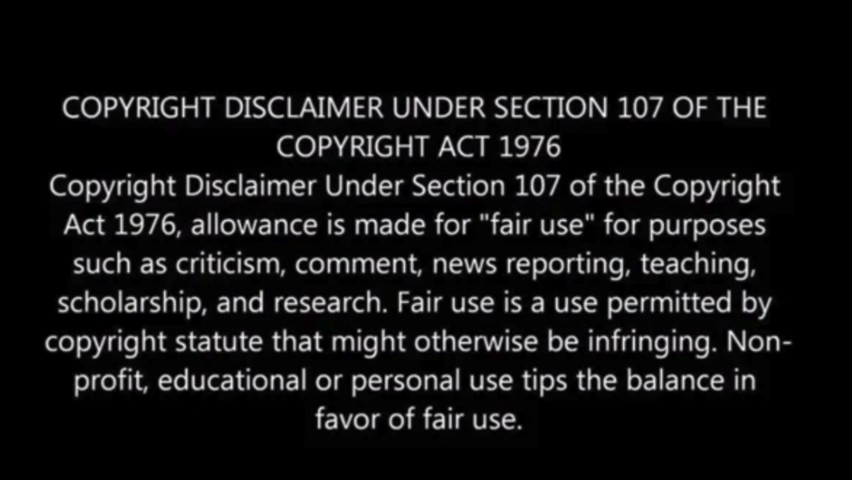 COPYRIGHT DISCLAIMER UNDER SECTION 107 OF THE
COPYRIGHT ACT 1976
Copyright Disclaimer Under Section 107 of the Copyright
Act 1976, allowance is made for "fair use" for purposes
such as criticism, comment, news reporting, teaching,
scholarship, and research. Fair use is a use permitted by
copyright statute that might otherwise be infringing. Non-
profit, educational or personal use tips the balance in
favor of fair use.